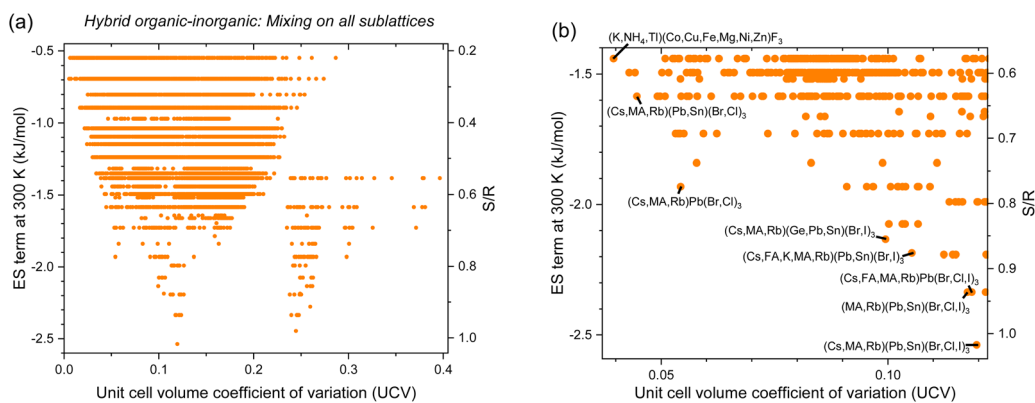 (a)
Hybrid organic-inorganic: Mixing on all sublattices
ES term at 300 K (kJ/mol)
-0.5
-1.0
-1.5
-2.0
-2.5
0.0 0.1 0.2 0.3 0.4
Unit cell volume coefficient of variation (UCV)
0.2
0.4
0.6
0.8
1.0
S/R
(b)
ES term at 300 K (kJ/mol)
-1.5
-2.0
-2.5
(K,NH4,Tl)(Co,Cu,Fe,Mg,Ni,Zn)F3
(Cs,MA,Rb)(Pb,Sn)(Br,Cl)3
(Cs,MA,Rb)Pb(Br,Cl)3
(Cs,MA,Rb)(Ge,Pb,Sn)(Br,I)3
(Cs,FA,K,MA,Rb)(Pb,Sn)(Br,I)3
(Cs,FA,MA,Rb)Pb(Br,Cl,I)3
(MA,Rb)(Pb,Sn)(Br,Cl,I)3
(Cs,MA,Rb)(Pb,Sn)(Br,Cl,I)3
0.05 0.10
Unit cell volume coefficient of variation (UCV)
0.6
0.7
0.8
0.9
1.0
S/R